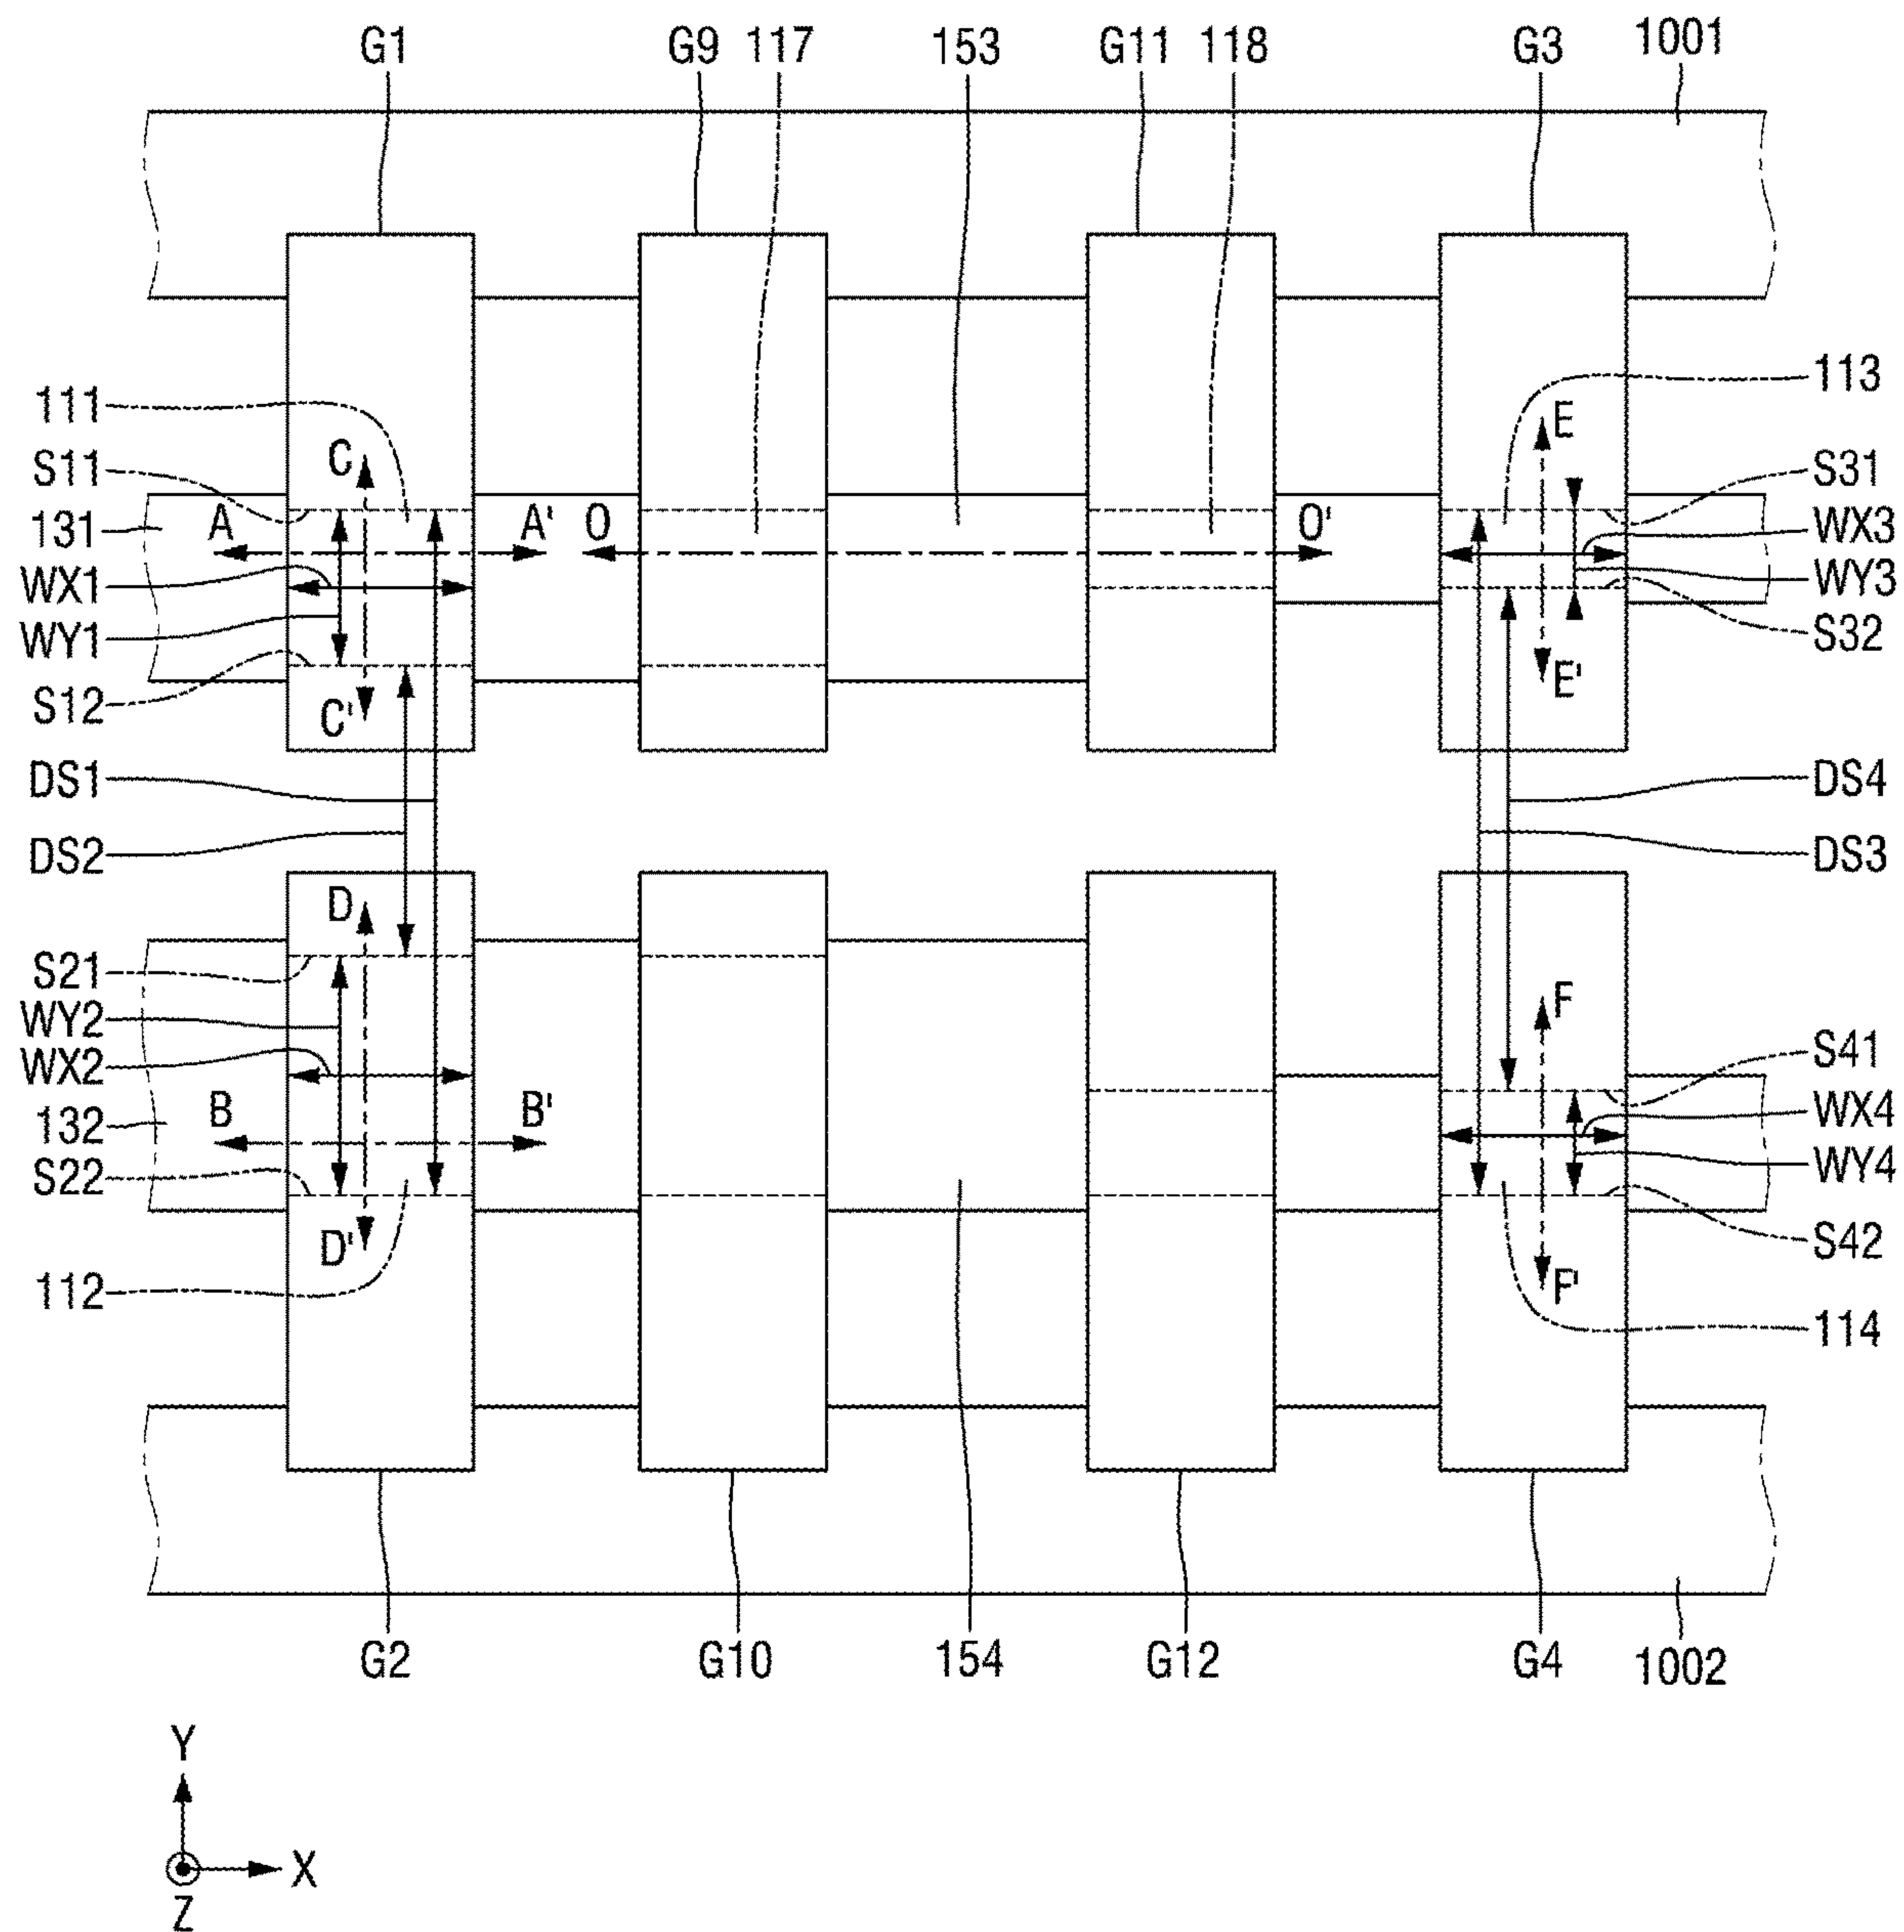 G1 G9 117 153 G11 118 G3 1001
111
S11
131
WX1
WY1
S12
DS1
DS2
S21
WY2
WX2
132
S22
112
C
A A' O O'
C'
D
B B'
D'
E
E'
F
F'
113
S31
WX3
WY3
S32
DS4
DS3
S41
WX4
WY4
S42
114
G2 G10 154 G12 G4 1002
Y
X
Z